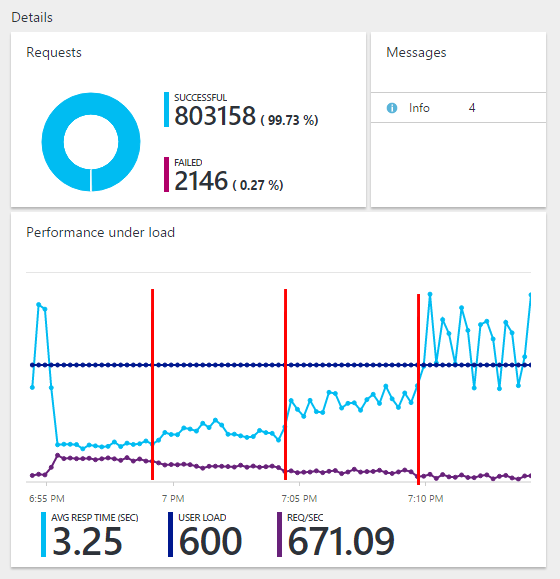 Details
Requests
SUCCESSFUL
803158 ( 99.73 %)
FAILED
2146 ( 0.27 %)
Messages
Info 4
Performance under load
6:55 PM 7 PM 7:05 PM 7:10 PM
AVG RESP TIME (SEC) USER LOAD REQ/SEC
3.25 600 671.09